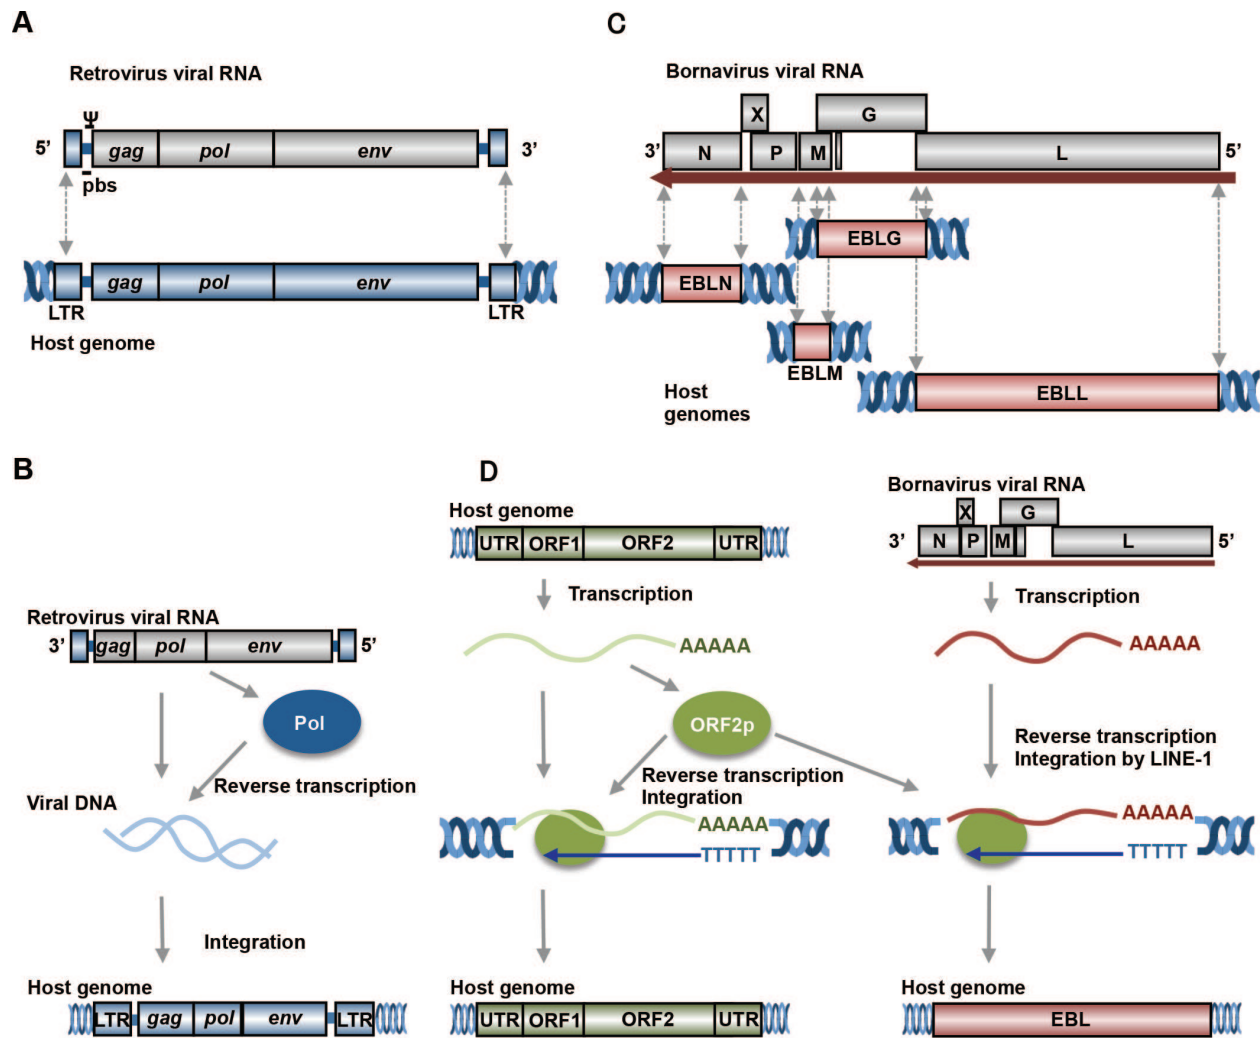 A
Retrovirus viral RNA
Ψ
5’ gag pol env 3’
pbs
gag pol env
LTR LTR
Host genome
C
Bornavirus viral RNA
X G
3’ N P M L 5’
EBLG
EBLN
EBLM
EBLL
Host
genomes
B
Retrovirus viral RNA
3’ gag pol env 5’
Pol
Reverse transcription
Viral DNA
Integration
Host genome
LTR gag pol env LTR
D
Host genome
UTR ORF1 ORF2 UTR
Transcription
AAAAA
ORF2p
Reverse transcription
Integration
AAAAA
TTTTT
Host genome
UTR ORF1 ORF2 UTR
Bornavirus viral RNA
X G
3’ N P M L 5’
Transcription
AAAAA
Reverse transcription
Integration by LINE-1
AAAAA
TTTTT
Host genome
EBL